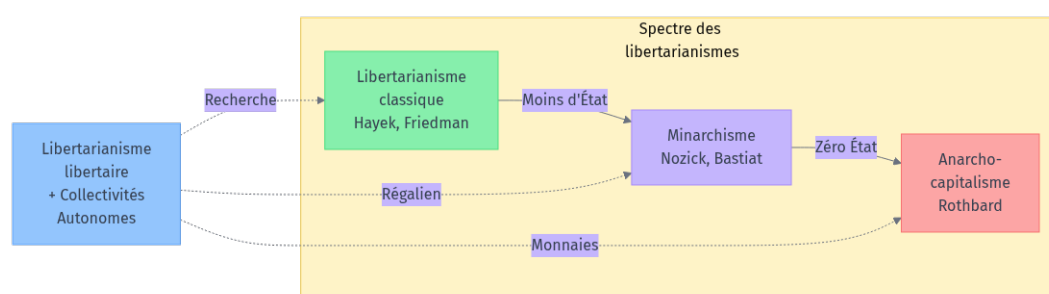 Spectre des
libertarianismes
Libertarianisme
classique
Hayek, Friedman
Recherche
Moins d'État
Minarchisme
Nozick, Bastiat
Zéro État
Libertarianisme
libertaire
+ Collectivités
Autonomes
Anarcho-
capitalisme
Rothbard
Régalien
Monnaies